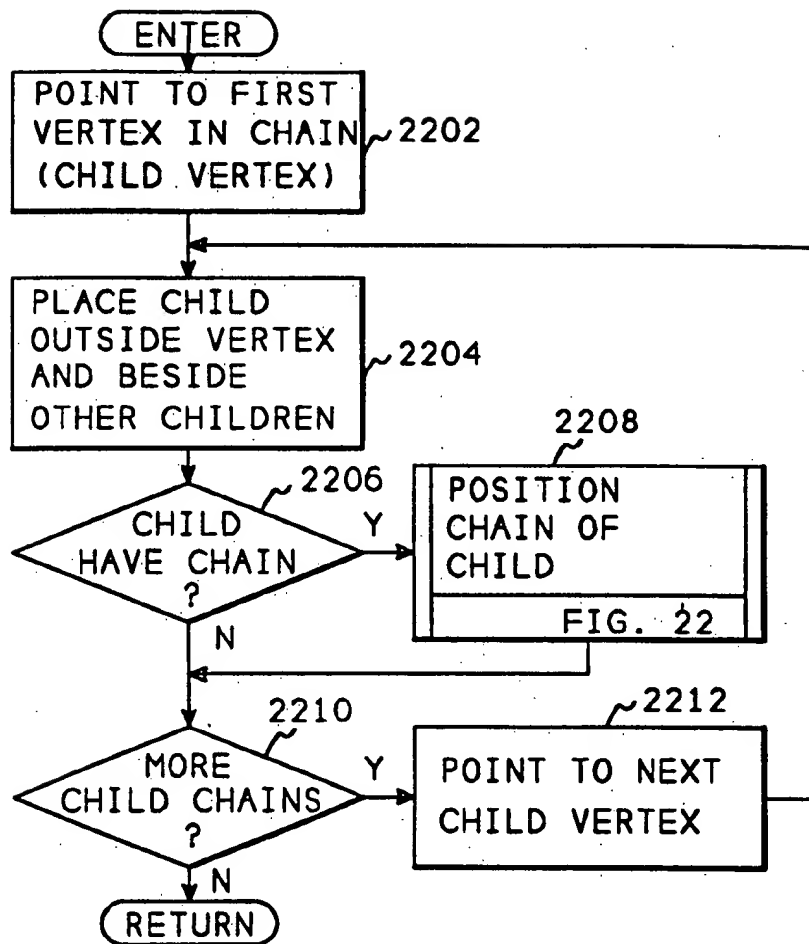 ENTER
POINT TO FIRST
VERTEX IN CHAIN
(CHILD VERTEX)
2202
PLACE CHILD
OUTSIDE VERTEX
AND BESIDE
OTHER CHILDREN
2204
2206
CHILD
HAVE CHAIN
?
Y
N
2208
POSITION
CHAIN OF
CHILD
FIG. 22
2210
MORE
CHILD CHAINS
?
Y
N
2212
POINT TO NEXT
CHILD VERTEX
RETURN